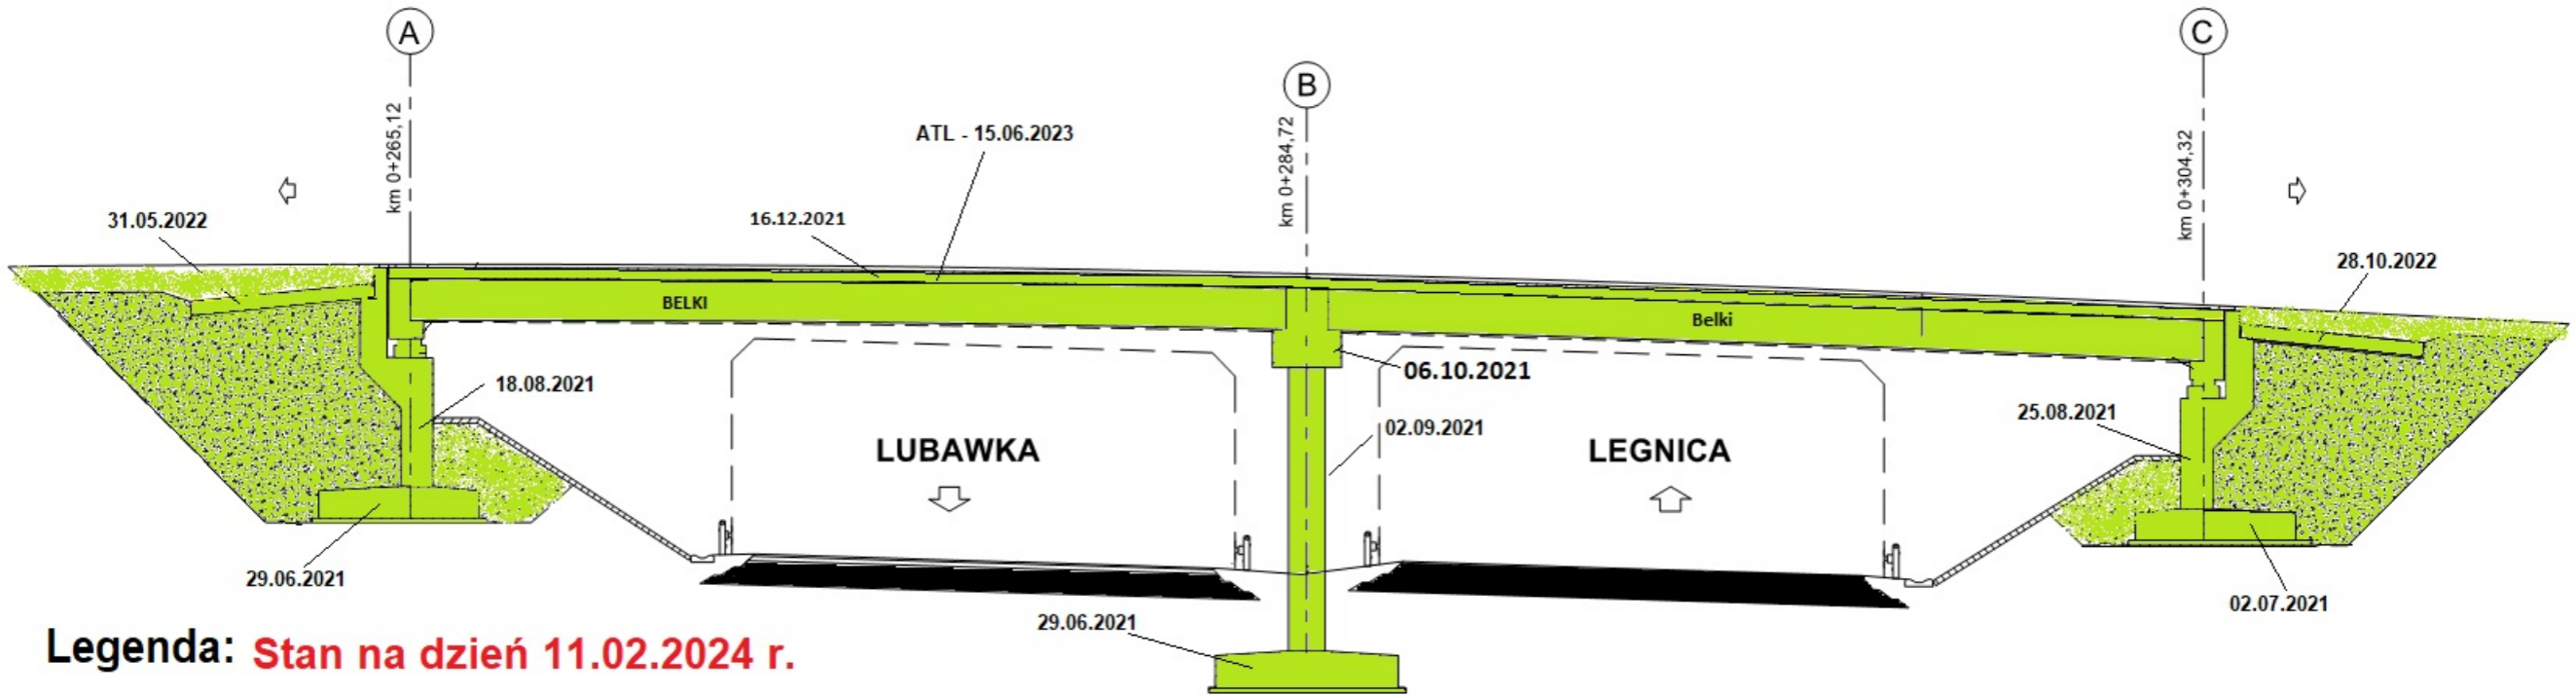 A
B
C
km 0+265,12
km 0+284,72
km 0+304,32
ATL - 15.06.2023
31.05.2022
16.12.2021
28.10.2022
BELKI
Belki
18.08.2021
06.10.2021
25.08.2021
02.09.2021
LUBAWKA
LEGNICA
29.06.2021
29.06.2021
02.07.2021
Legenda: Stan na dzień 11.02.2024 r.